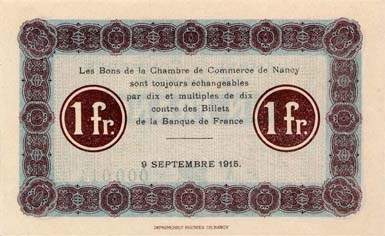 Les Bons de la Chambre de Commerce de Nancy
sont toujours échangeables
par dix et multiples de dix
contre des Billets
de la Banque de France
1 fr.
1 fr.
9 SEPTEMBRE 1915.